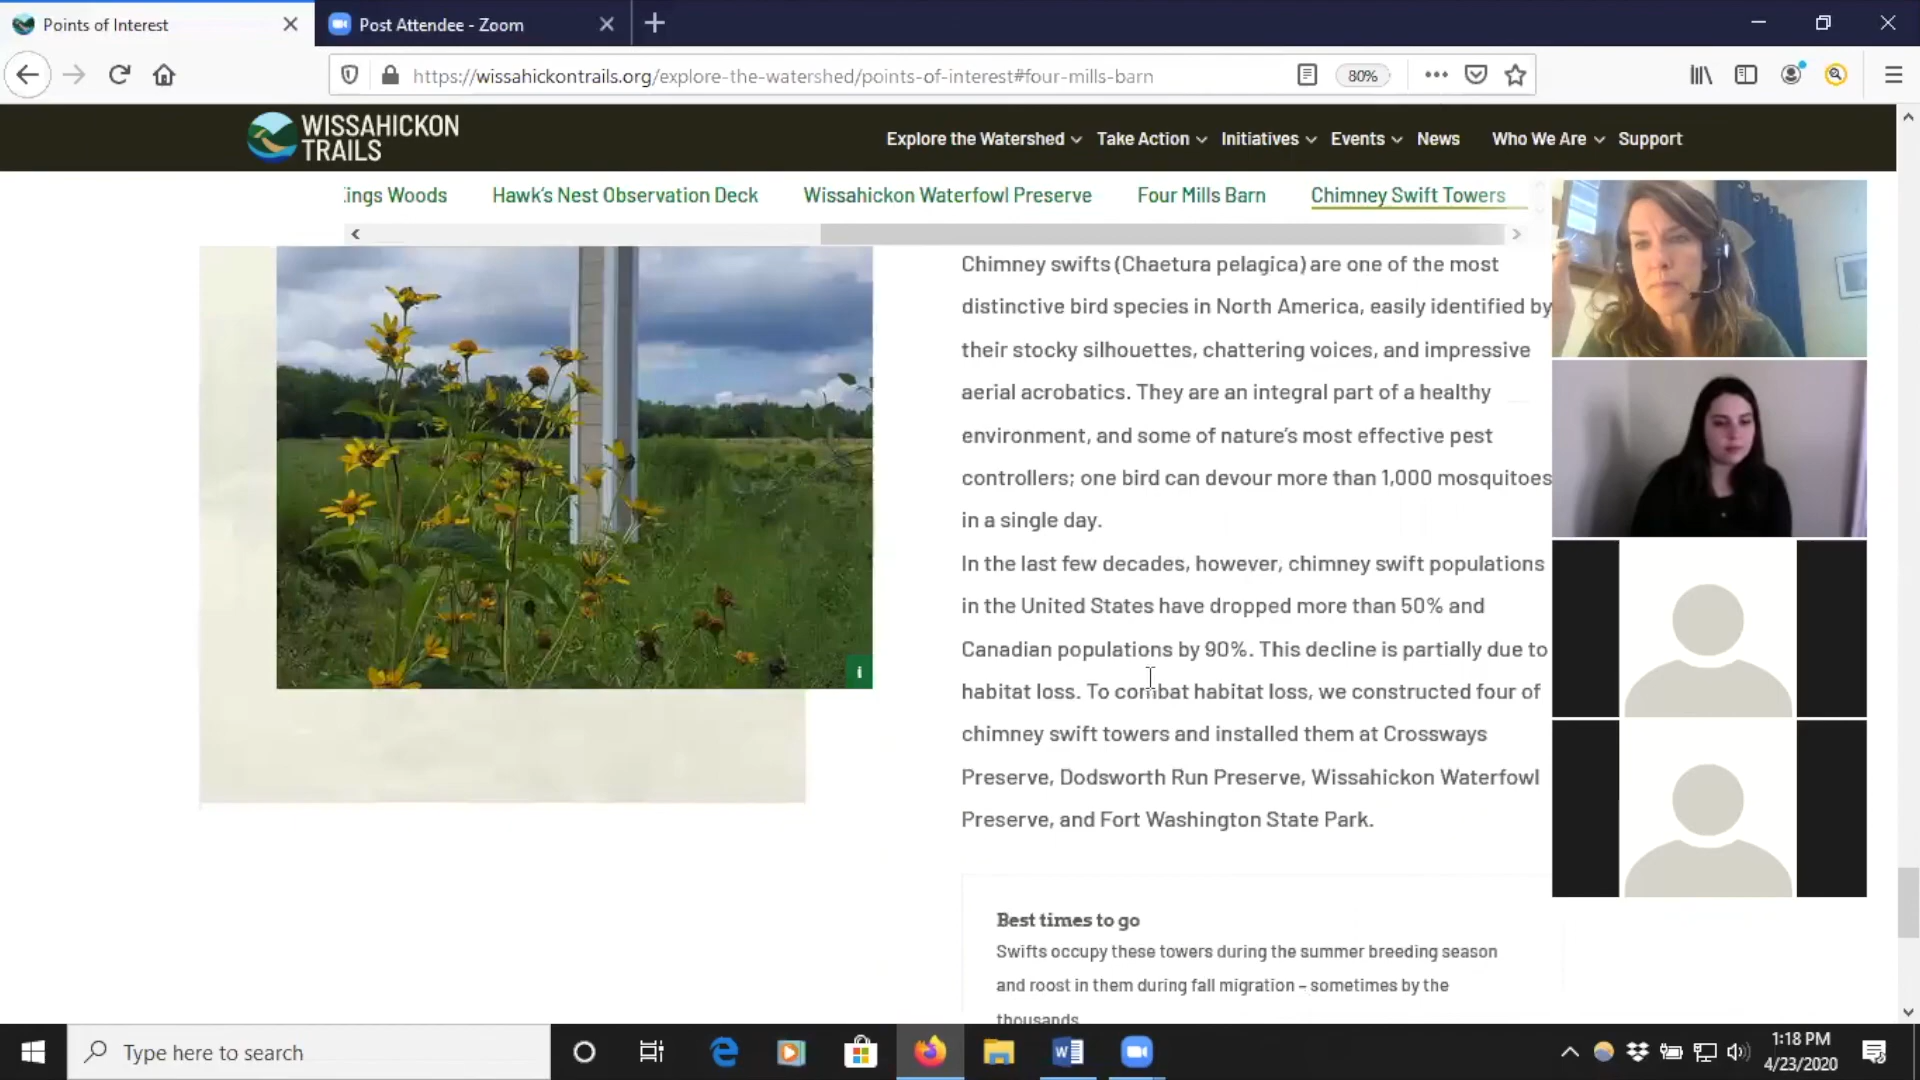 Points of Interest
Post Attendee - Zoom
https://wissahickontrails.org/explore-the-watershed/points-of-interest#four-mills-barn
80%
WISSAHICKON
TRAILS
Explore the Watershed
Take Action
Initiatives
Events
News
Who We Are
Support
ings Woods
Hawk's Nest Observation Deck
Wissahickon Waterfowl Preserve
Four Mills Barn
Chimney Swift Towers
Chimney swifts (Chaetura pelagica) are one of the most
distinctive bird species in North America, easily identified by
their stocky silhouettes, chattering voices, and impressive
aerial acrobatics. They are an integral part of a healthy
environment, and some of nature's most effective pest
controllers; one bird can devour more than 1,000 mosquitoes
in a single day.
In the last few decades, however, chimney swift populations
in the United States have dropped more than 50% and
Canadian populations by 90%. This decline is partially due to
habitat loss. To combat habitat loss, we constructed four of
chimney swift towers and installed them at Crossways
Preserve, Dodsworth Run Preserve, Wissahickon Waterfowl
Preserve, and Fort Washington State Park.
i
Best times to go
Swifts occupy these towers during the summer breeding season
and roost in them during fall migration – sometimes by the
thousands
Type here to search
1:18 PM
4/23/2020